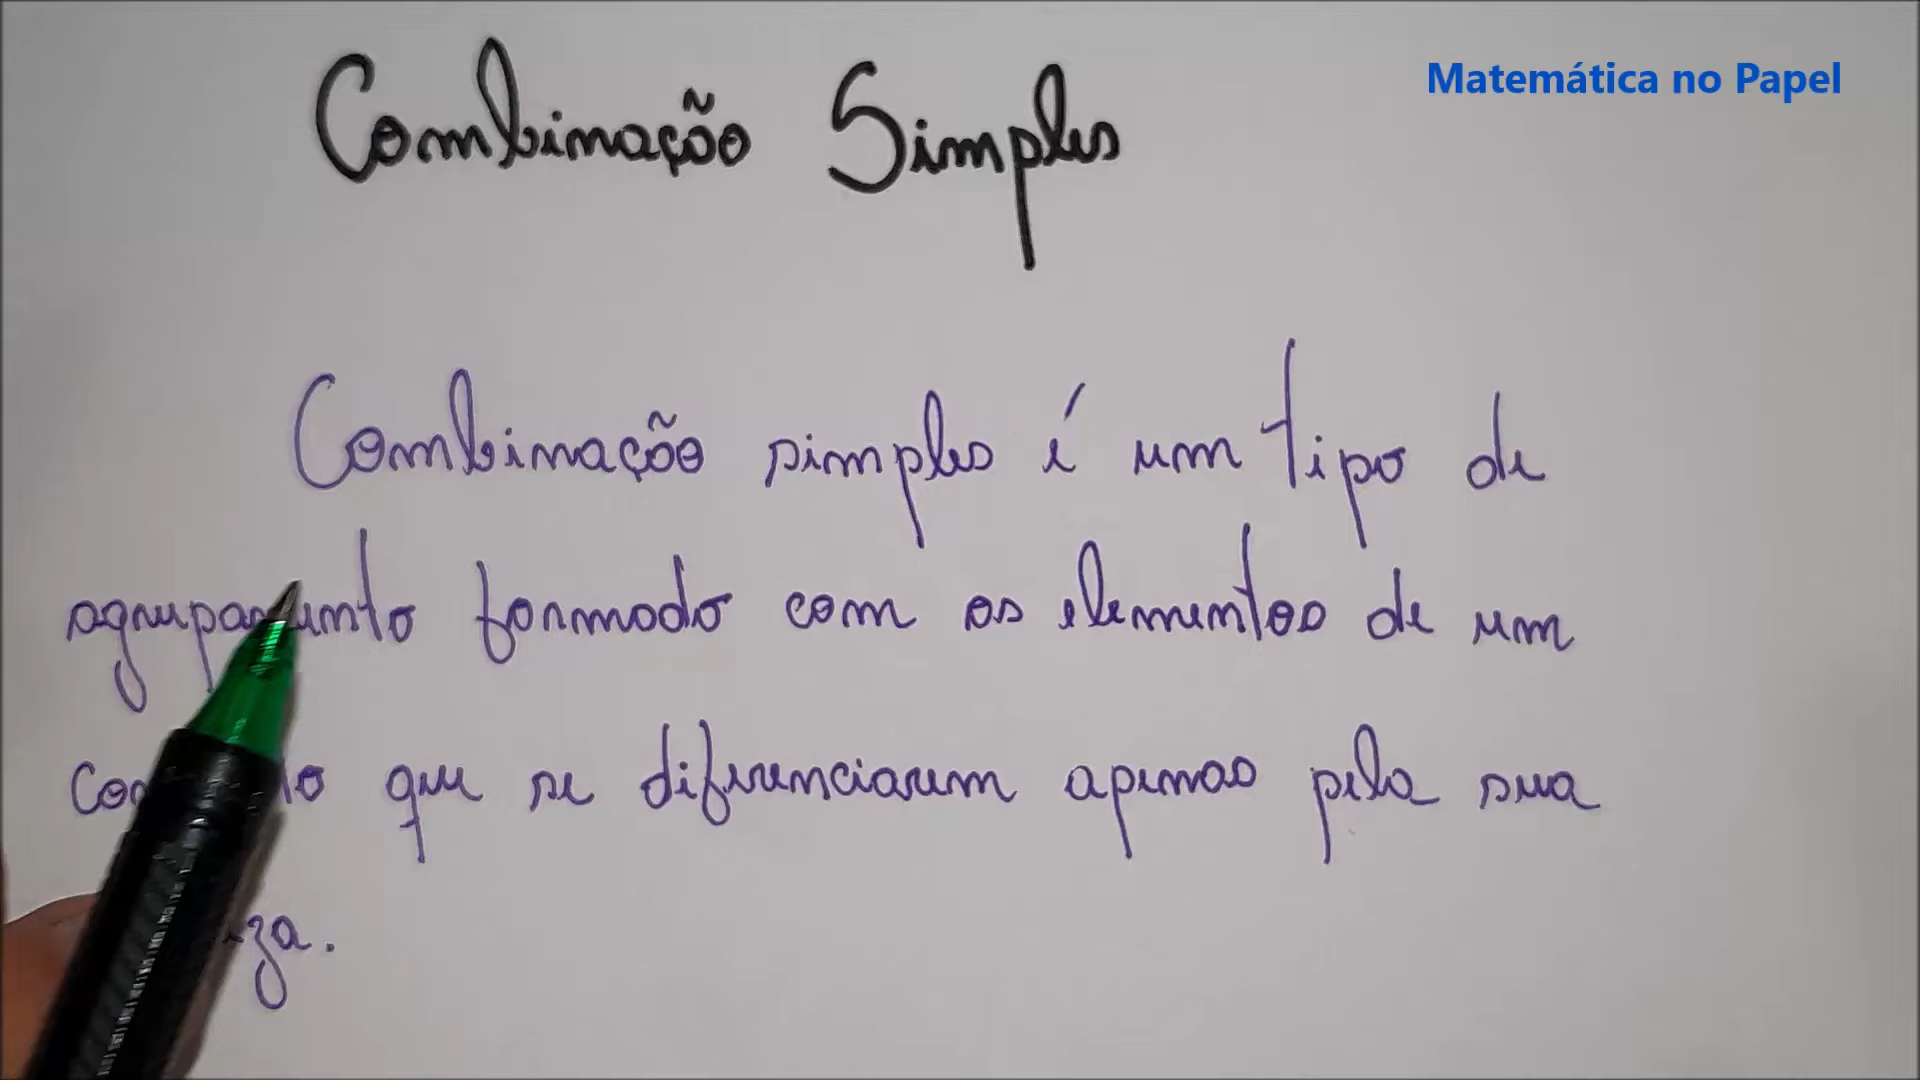 Combinação Simples
Matemática no Papel
Combinação simples é um tipo de
agrupamento formado com os elementos de um
que se diferenciarem apenas pela sua